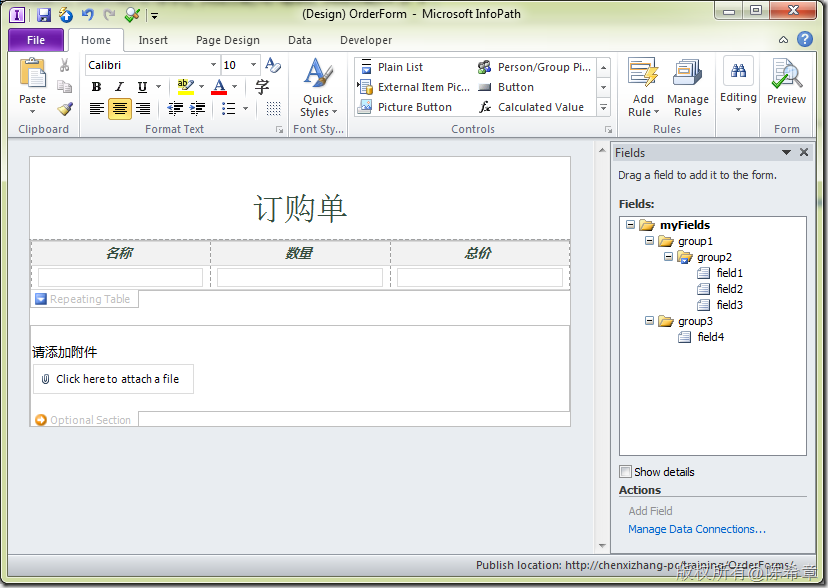 (Design) OrderForm - Microsoft InfoPath
File Home Insert Page Design Data Developer
Paste
Clipboard
Calibri 10
B I U ab A 字
Format Text
Quick Styles
Font Sty...
Plain List Person/Group Pi...
External Item Pic... Button
Picture Button fx Calculated Value
Controls
Add Rule Manage Rules
Rules
Editing
Preview
Form
Fields
Drag a field to add it to the form.
Fields:
myFields
group1
group2
field1
field2
field3
group3
field4
订购单
名称 数量 总价
Repeating Table
请添加附件
Click here to attach a file
Optional Section
Show details
Actions
Add Field
Manage Data Connections...
Publish location: http://chenxizhang-pc/training/OrderForms/
版权所有@陈希章